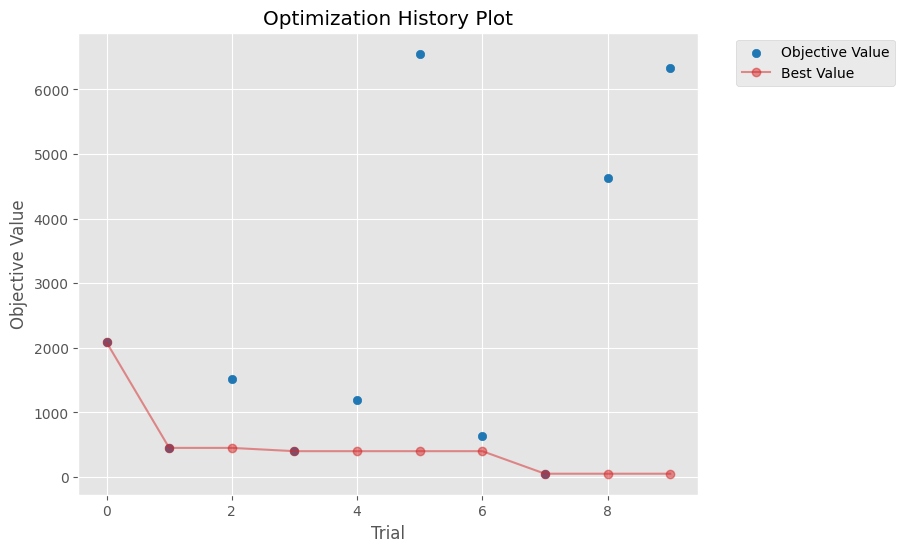 Optimization History Plot
Objective Value
Best Value
6000
5000
4000
3000
2000
1000
0
Objective Value
0 2 4 6 8
Trial